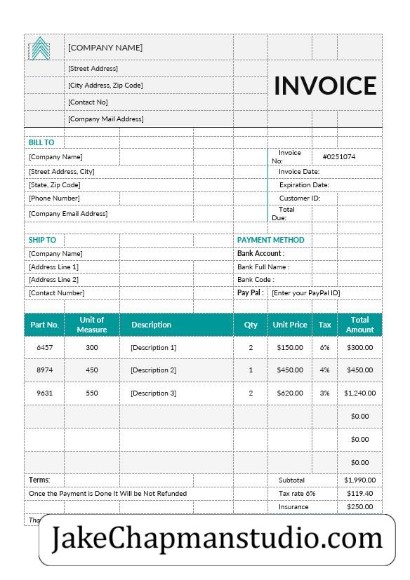 [COMPANY NAME]
[Street Address]
[City Address, Zip Code]
[Contact No]
[Company Mail Address]
INVOICE
BILL TO
[Company Name] Invoice No: #0251074
[Street Address, City] Invoice Date:
[State, Zip Code] Expiration Date:
[Phone Number] Customer ID:
[Company Email Address] Total Due:
SHIP TO PAYMENT METHOD
[Company Name] Bank Account :
[Address Line 1] Bank Full Name :
[Address Line 2] Bank Code :
[Contact Number] Pay Pal : [Enter your PayPal ID]
Part No. Unit of Measure Description Qty Unit Price Tax Total Amount
6457 300 [Description 1] 2 $150.00 6% $300.00
8974 450 [Description 2] 1 $450.00 4% $450.00
9631 550 [Description 3] 2 $620.00 3% $1,240.00
$0.00
$0.00
$0.00
Terms: Subtotal $1,990.00
Once the Payment is Done It Will be Not Refunded Tax rate 6% $119.40
Insurance $250.00
JakeChapmanstudio.com